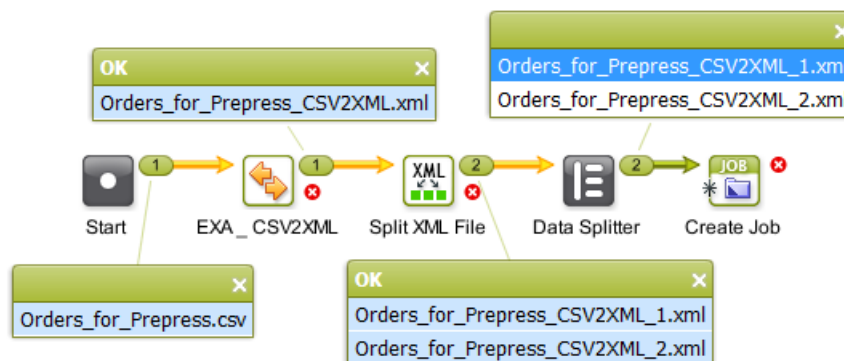 OK
Orders_for_Prepress_CSV2XML.xml
Orders_for_Prepress_CSV2XML_1.xm
Orders_for_Prepress_CSV2XML_2.xm
1
1
XML
2
2
JOB
Start
EXA_ CSV2XML
Split XML File
Data Splitter
Create Job
Orders_for_Prepress.csv
OK
Orders_for_Prepress_CSV2XML_1.xml
Orders_for_Prepress_CSV2XML_2.xml